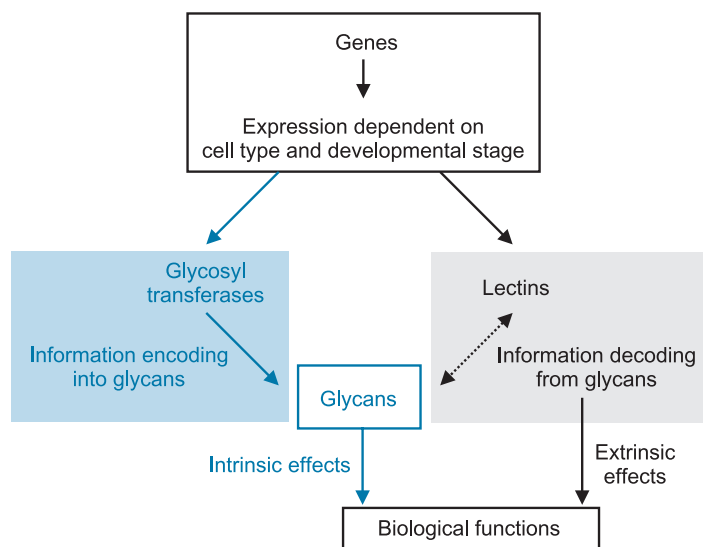 Genes
Expression dependent on
cell type and developmental stage
Glycosyl
transferases
Information encoding
into glycans
Lectins
Information decoding
from glycans
Glycans
Intrinsic effects
Extrinsic
effects
Biological functions